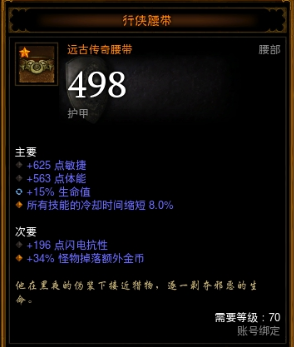 行侠腰带
远古传奇腰带
腰部
498
护甲
主要
+625 点敏捷
+563 点体能
+15% 生命值
所有技能的冷却时间缩短 8.0%
次要
+196 点闪电抗性
+34% 怪物掉落额外金币
他在黑夜的伪装下接近猎物，逐一剥夺邪恶的生
命。
需要等级：70
账号绑定